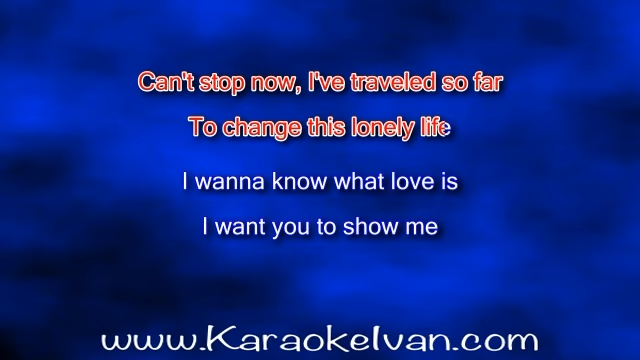 Can't stop now, I've traveled so far
To change this lonely life
I wanna know what love is
I want you to show me
www.KaraokeIvan.com